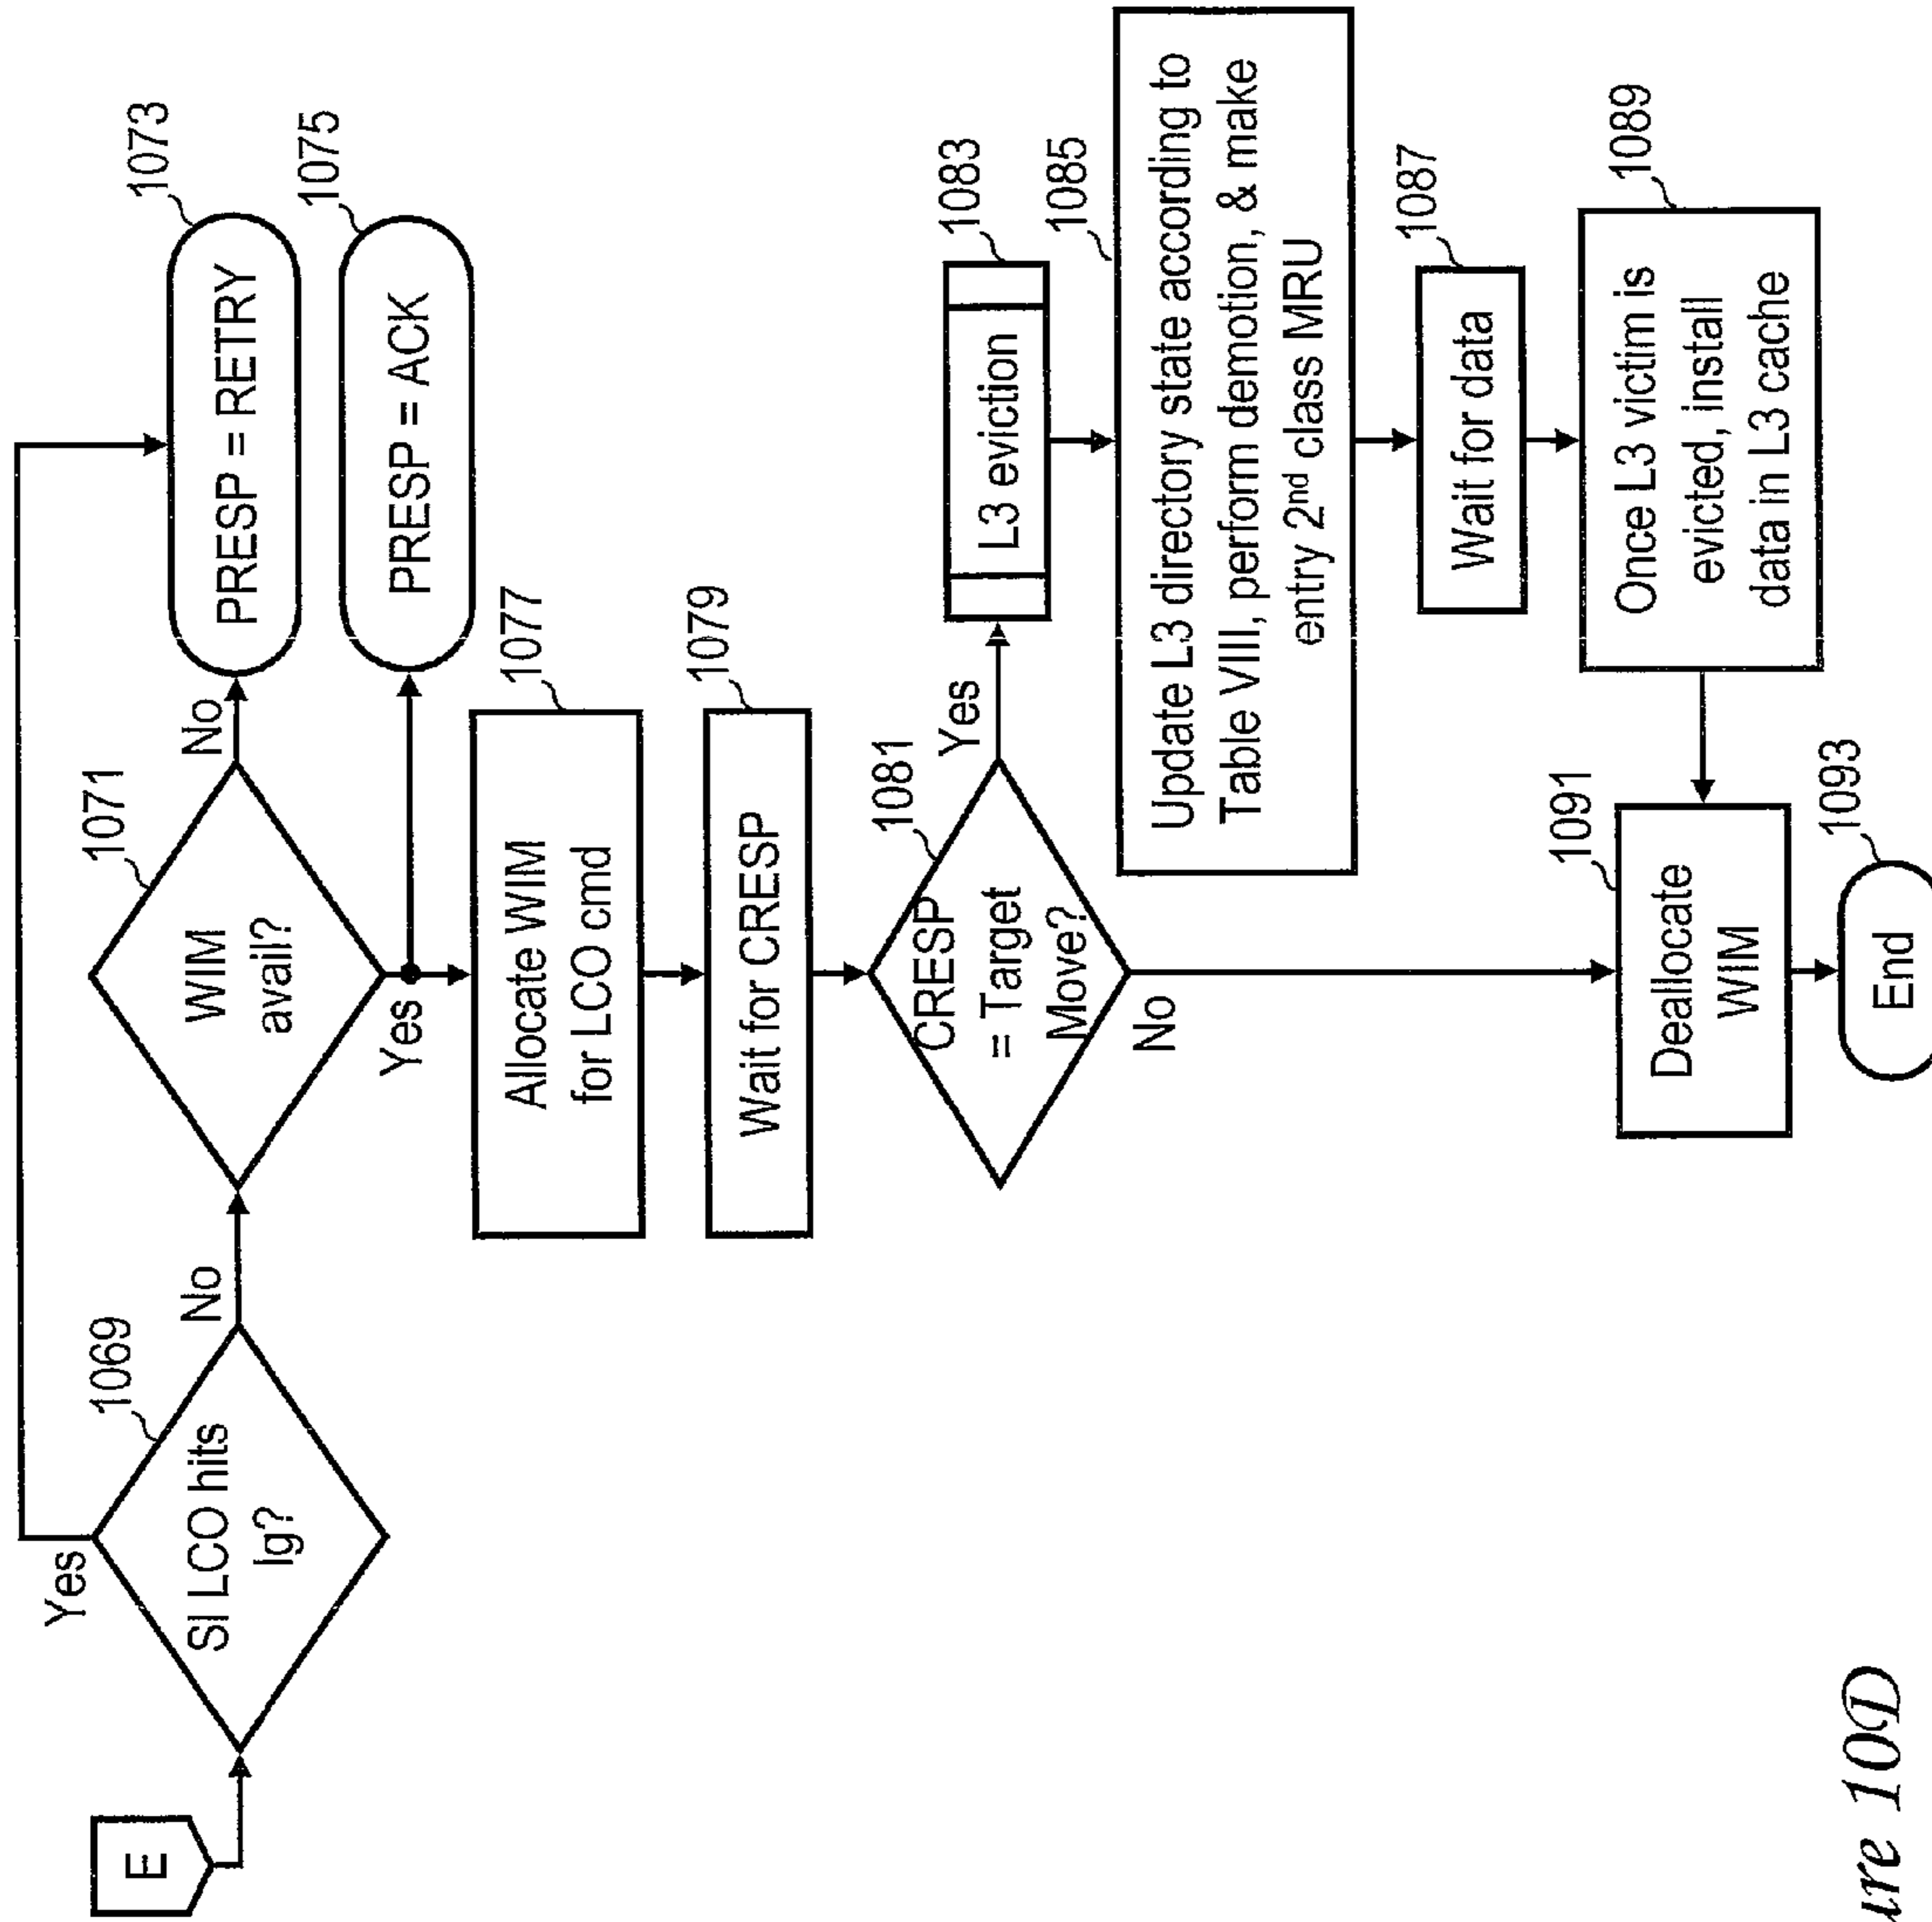 E
1069
SI LCO hits
Ig?
Yes
No
1071
WIM
avail?
No
Yes
1073
PRESP = RETRY
1075
PRESP = ACK
1077
Allocate WIM
for LCO cmd
1079
Wait for CRESP
1081
CRESP
= Target
Move?
Yes
No
1083
L3 eviction
1085
Update L3 directory state according to
Table VIII, perform demotion, & make
entry 2nd class MRU
1087
Wait for data
1089
Once L3 victim is
evicted, install
data in L3 cache
1091
Deallocate
WIM
1093
End
ure 10D